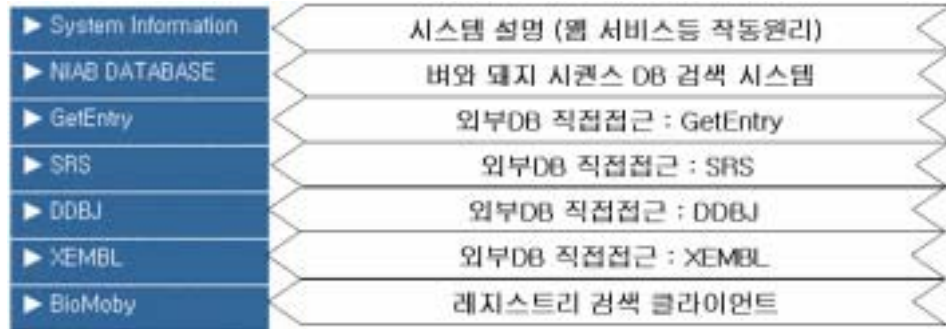 ▶ System Information 시스템 설명 (웹 서비스등 작동원리)
▶ NIAB DATABASE 벼와 돼지 시퀀스 DB 검색 시스템
▶ GetEntry 외부DB 직접접근 : GetEntry
▶ SRS 외부DB 직접접근 : SRS
▶ DDBJ 외부DB 직접접근 : DDBJ
▶ XEMBL 외부DB 직접접근 : XEMBL
▶ BioMoby 레지스트리 검색 클라이언트